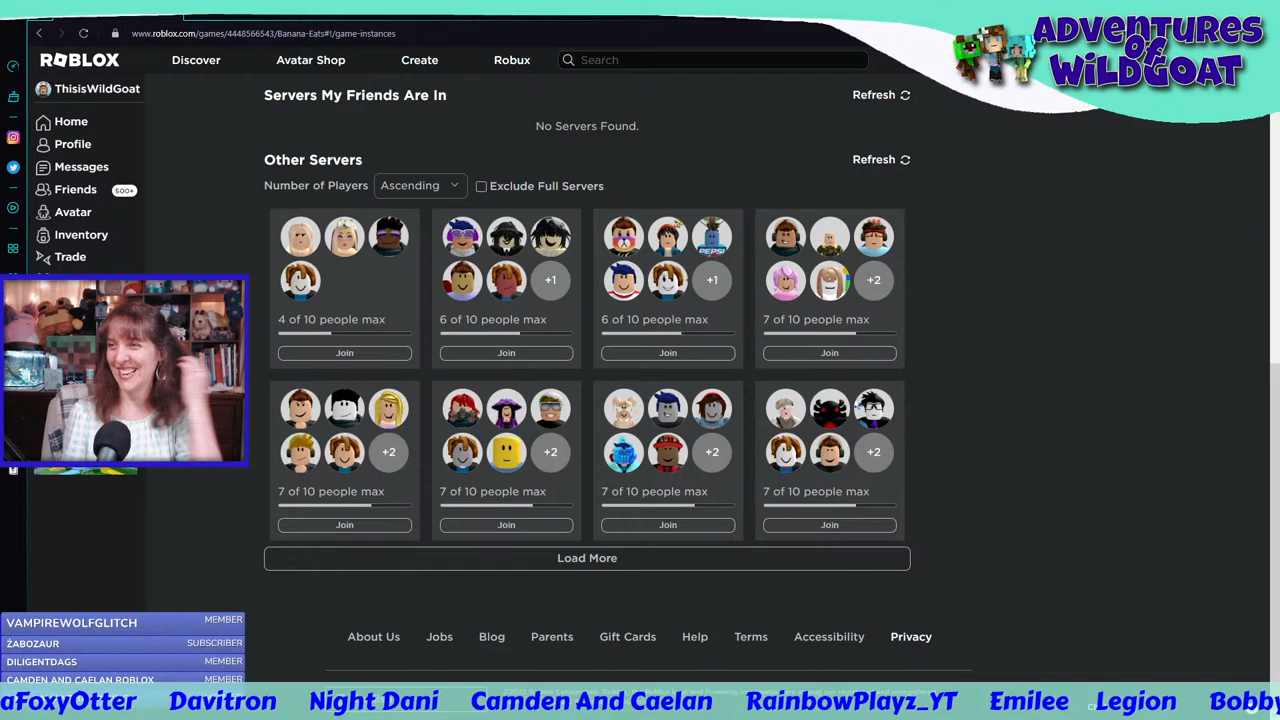 www.roblox.com/games/4448566543/Banana-Eats#!/game-instances
ADVENTURES
OF
WILDGOAT
ROBLOX
Discover
Avatar Shop
Create
Robux
Search
ThisisWildGoat
Home
Profile
Messages
Friends
500+
Avatar
Inventory
Trade
Servers My Friends Are In
Refresh
No Servers Found.
Other Servers
Refresh
Number of Players
Ascending
Exclude Full Servers
4 of 10 people max
Join
+1
6 of 10 people max
Join
+1
PEPSI
6 of 10 people max
Join
+2
7 of 10 people max
Join
+2
7 of 10 people max
Join
+2
7 of 10 people max
Join
+2
7 of 10 people max
Join
+2
7 of 10 people max
Join
Load More
About Us
Jobs
Blog
Parents
Gift Cards
Help
Terms
Accessibility
Privacy
VAMPIREWOLFGLITCH MEMBER
ŻABOZAUR SUBSCRIBER
DILIGENTDAGS MEMBER
CAMDEN AND CAELAN ROBLOX MEMBER
aFoxyOtter Davitron Night Dani Camden And Caelan RainbowPlayz_YT Emilee Legion Bobby